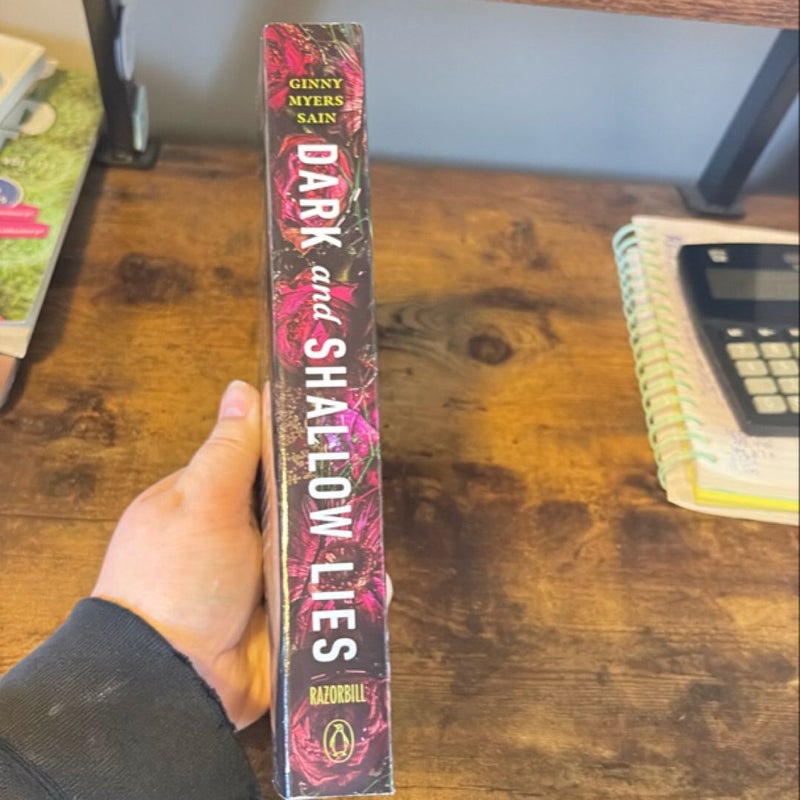 GINNY
MYERS
SAIN
DARK and SHALLOW LIES
RAZORBILL